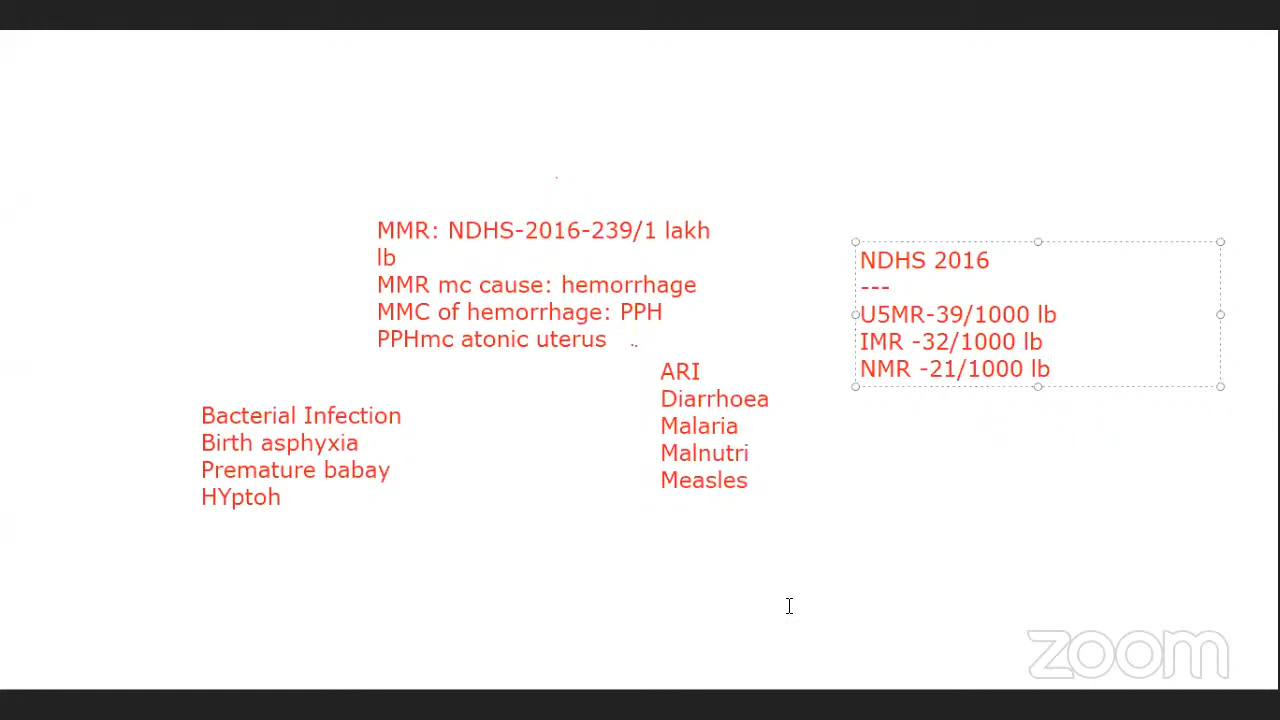 MMR: NDHS-2016-239/1 lakh
lb
MMR mc cause: hemorrhage
MMC of hemorrhage: PPH
PPHmc atonic uterus
NDHS 2016
---
U5MR-39/1000 lb
IMR -32/1000 lb
NMR -21/1000 lb
ARI
Diarrhoea
Malaria
Malnutri
Measles
Bacterial Infection
Birth asphyxia
Premature babay
HYptoh
zoom